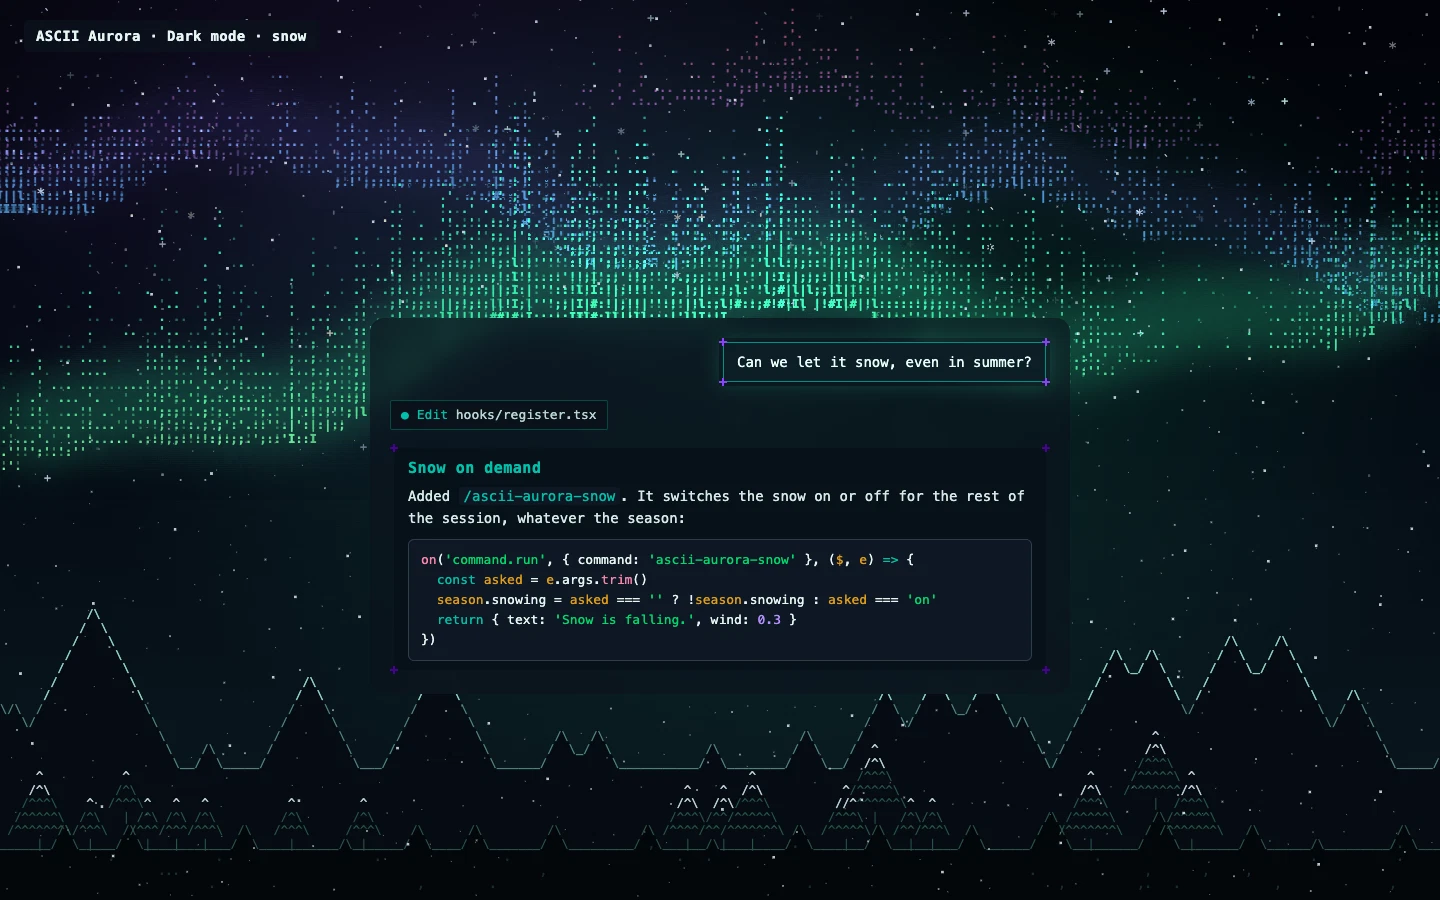 ASCII Aurora · Dark mode · snow
Can we let it snow, even in summer?
● Edit hooks/register.tsx
Snow on demand
Added /ascii-aurora-snow. It switches the snow on or off for the rest of
the session, whatever the season:
on('command.run', { command: 'ascii-aurora-snow' }, ($, e) => {
  const asked = e.args.trim()
  season.snowing = asked === '' ? !season.snowing : asked === 'on'
  return { text: 'Snow is falling.', wind: 0.3 }
})